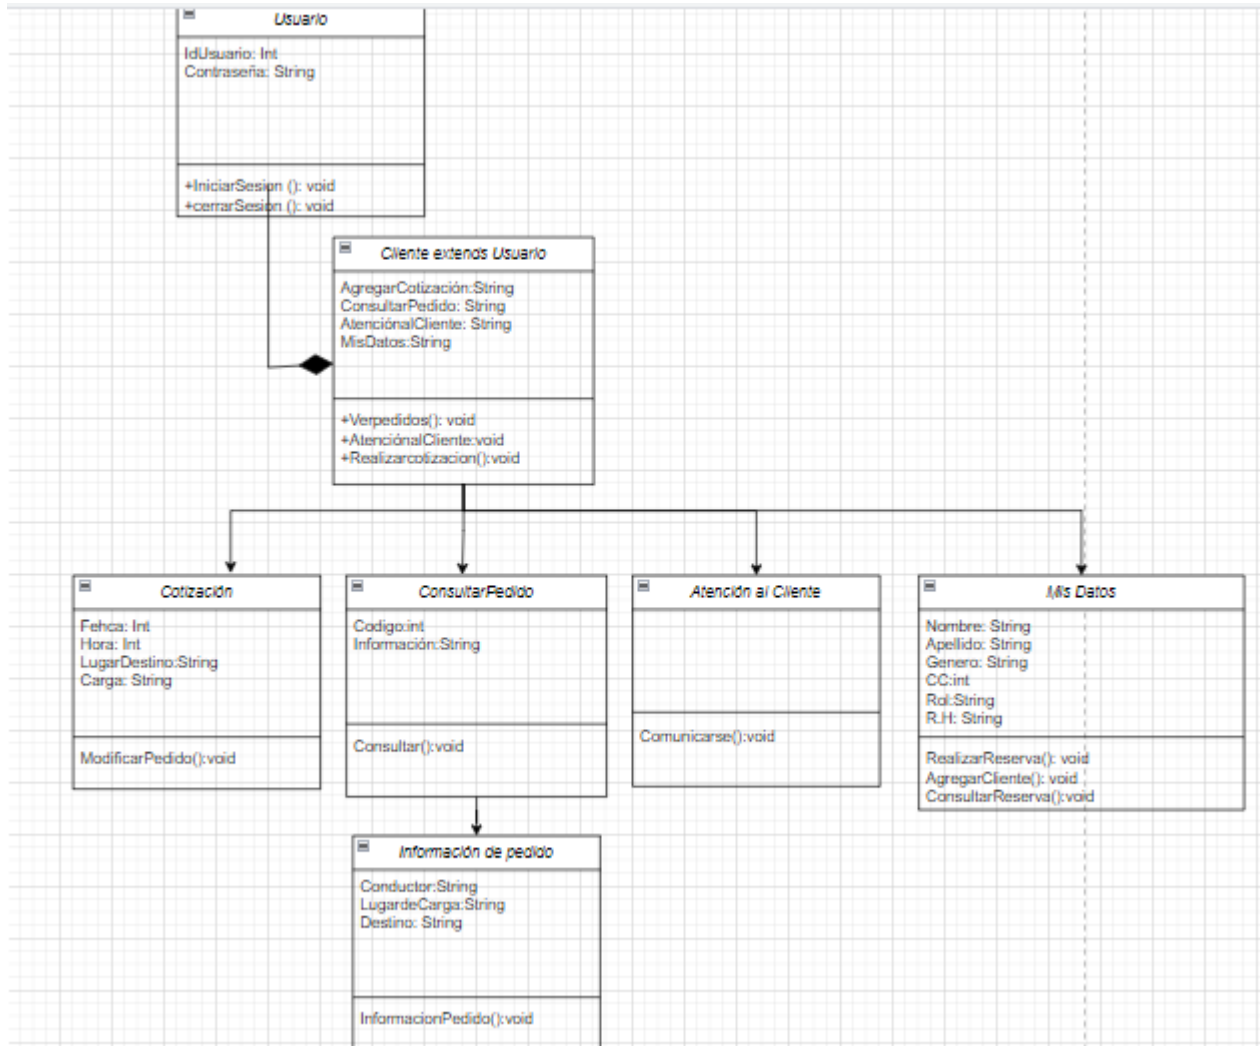 Usuario
IdUsuario: Int
Contraseña: String
+IniciarSesion (): void
+cerrarSesion (): void
Cliente extends Usuario
AgregarCotización:String
ConsultarPedido: String
AtenciónalCliente: String
MisDatos:String
+Verpedidos(): void
+AtenciónalCliente:void
+Realizarcotizacion():void
Cotización
Fehca: Int
Hora: Int
LugarDestino:String
Carga: String
ModificarPedido():void
ConsultarPedido
Codigo:int
Información:String
Consultar():void
Atención al Cliente
Comunicarse():void
Mis Datos
Nombre: String
Apellido: String
Genero: String
CC:int
Rol:String
R.H: String
RealizarReserva(): void
AgregarCliente(): void
ConsultarReserva():void
Información de pedido
Conductor:String
LugardeCarga:String
Destino: String
InformacionPedido():void